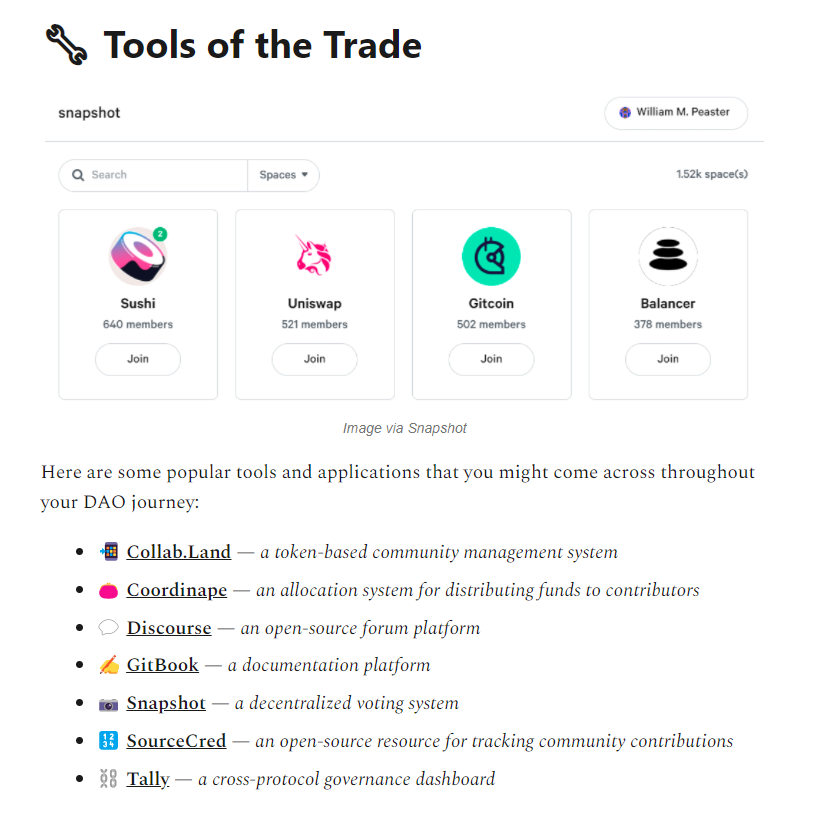 Tools of the Trade
snapshot
William M. Peaster
Search
Spaces
1.52k space(s)
2
Sushi
640 members
Join
Uniswap
521 members
Join
Gitcoin
502 members
Join
Balancer
378 members
Join
Image via Snapshot
Here are some popular tools and applications that you might come across throughout
your DAO journey:
Collab.Land — a token-based community management system
Coordinape — an allocation system for distributing funds to contributors
Discourse — an open-source forum platform
GitBook — a documentation platform
Snapshot — a decentralized voting system
SourceCred — an open-source resource for tracking community contributions
Tally — a cross-protocol governance dashboard